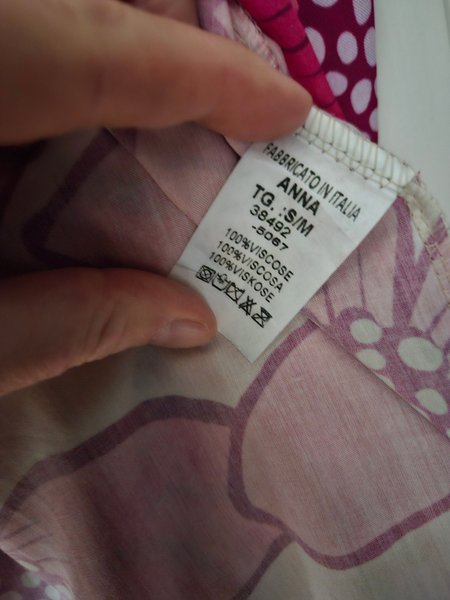 FABBRICATO IN ITALIA
ANNA
TG .:S/M
38492
-5067
100%VISCOSE
100%VISCOSA
100%VISKOSE